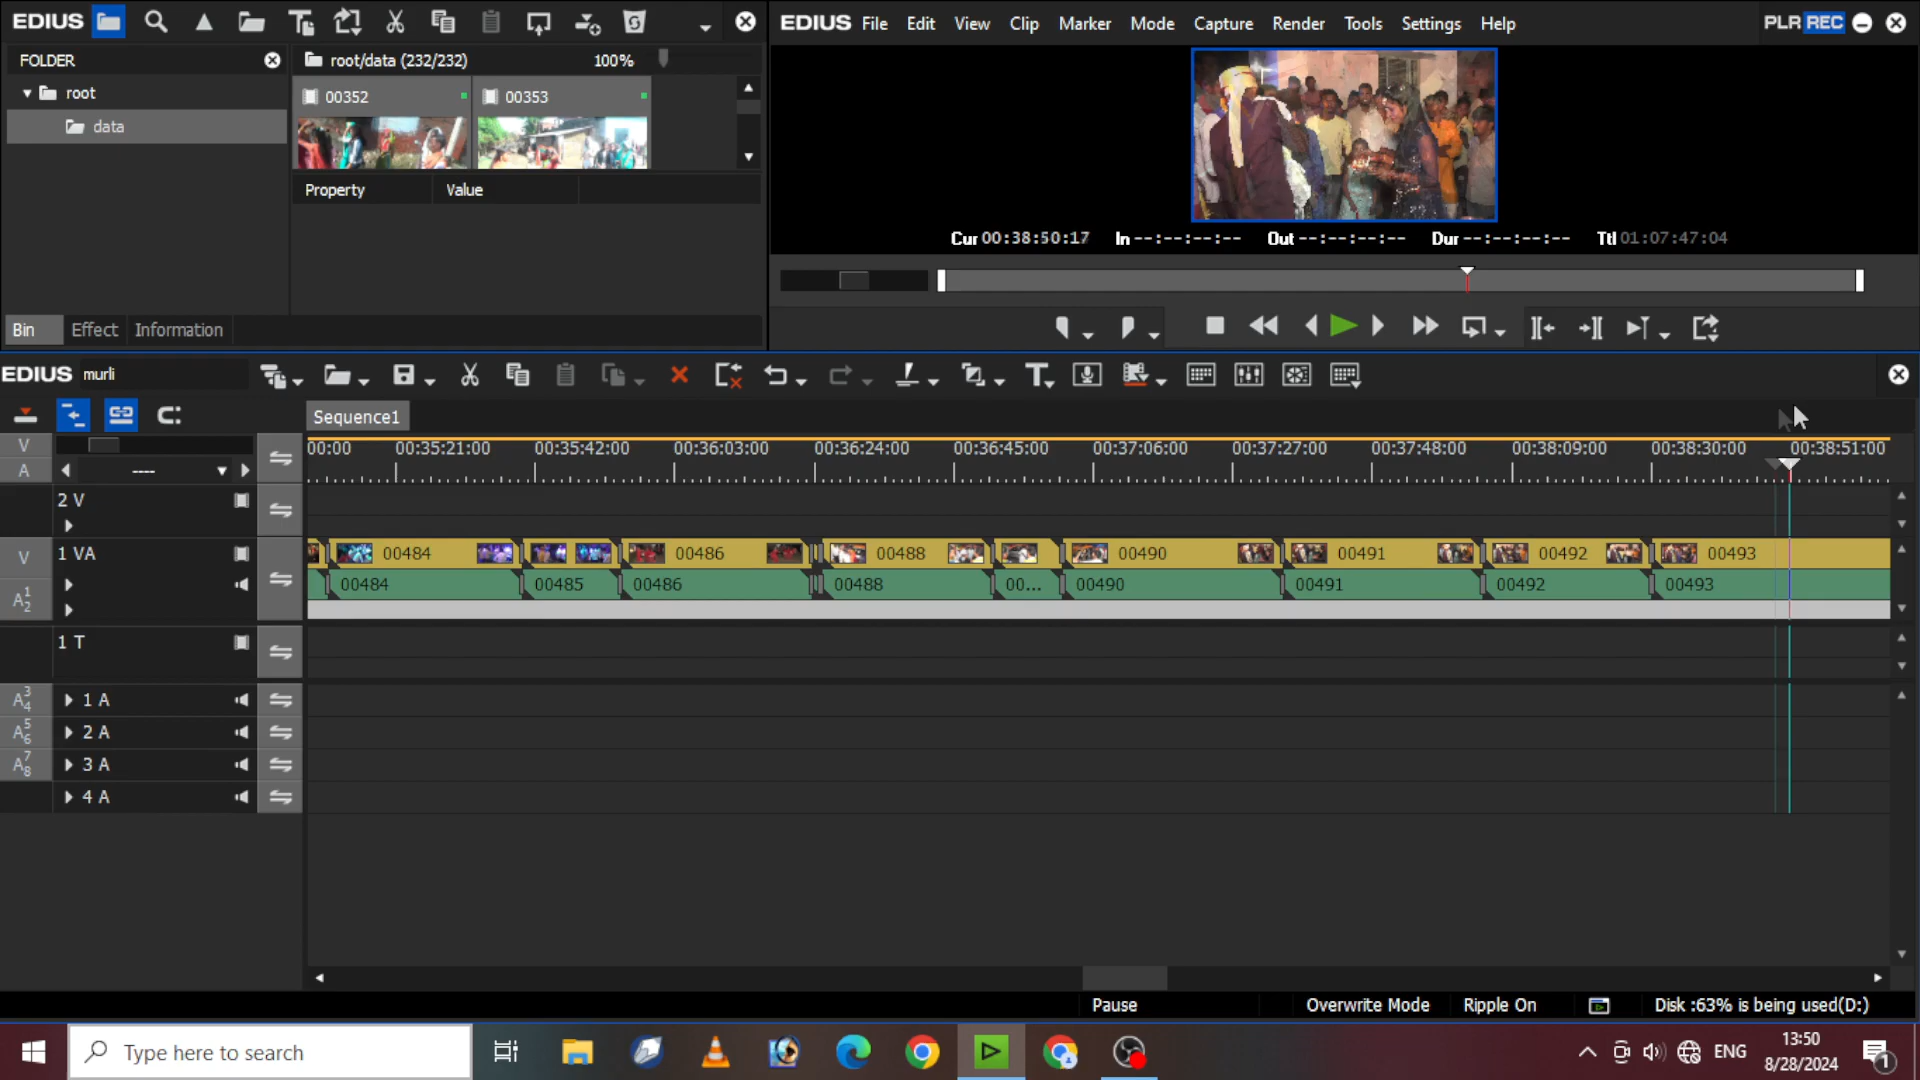 EDIUS
FOLDER
root
data
root/data (232/232)
100%
00352
00353
Property
Value
Bin
Effect
Information
EDIUS
File
Edit
View
Clip
Marker
Mode
Capture
Render
Tools
Settings
Help
PLR REC
Cur 00:38:50:17
In --:--:--:--
Out --:--:--:--
Dur --:--:--:--
Ttl 01:07:47:04
EDIUS murli
Sequence1
00:00
00:35:21:00
00:35:42:00
00:36:03:00
00:36:24:00
00:36:45:00
00:37:06:00
00:37:27:00
00:37:48:00
00:38:09:00
00:38:30:00
00:38:51:00
V
A
----
2 V
V
1 VA
00484
00486
00488
00490
00491
00492
00493
A 1 2
00484
00485
00486
00488
00...
00490
00491
00492
00493
1 T
A 3 4
1 A
A 5 6
2 A
A 7 8
3 A
4 A
Pause
Overwrite Mode
Ripple On
Disk :63% is being used(D:)
Type here to search
ENG
13:50
8/28/2024
1